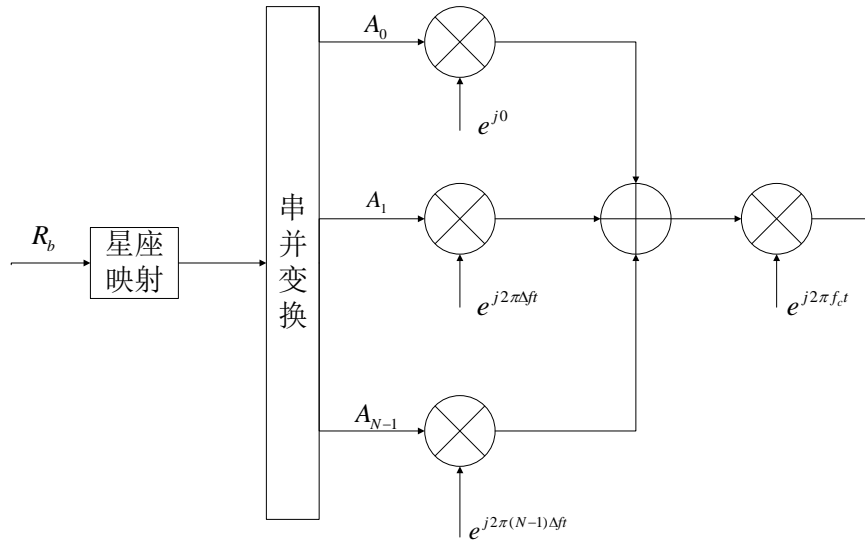 A_0
e^{j0}
串并变换
A_1
R_b
星座
映射
e^{j2πΔft}
e^{j2πf_ct}
A_{N-1}
e^{j2π(N-1)Δft}